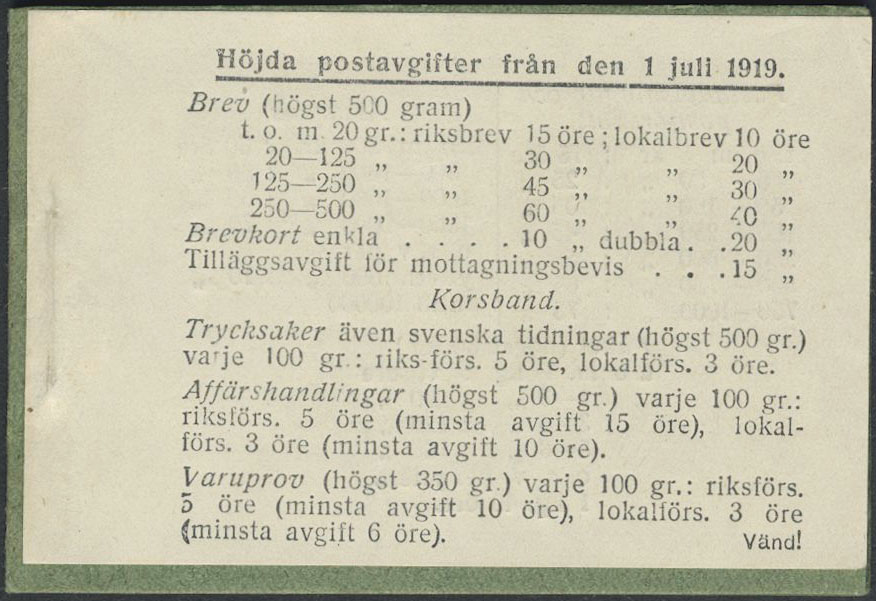 Höjda postavgifter från den 1 juli 1919.
Brev (högst 500 gram)
t. o. m. 20 gr.: riksbrev 15 öre; lokalbrev 10 öre
20—125 „ „ 30 „ „ 20 „
125—250 „ „ 45 „ „ 30 „
250—500 „ „ 60 „ „ 40 „
Brevkort enkla . . . . 10 „ dubbla . . 20 „
Tilläggsavgift för mottagningsbevis . . . 15 „
Korsband.
Trycksaker även svenska tidningar (högst 500 gr.)
varje 100 gr.: riks-förs. 5 öre, lokalförs. 3 öre.
Affärshandlingar (högst 500 gr.) varje 100 gr.:
riksförs. 5 öre (minsta avgift 15 öre), lokal-
förs. 3 öre (minsta avgift 10 öre).
Varuprov (högst 350 gr.) varje 100 gr.: riksförs.
5 öre (minsta avgift 10 öre), lokalförs. 3 öre
(minsta avgift 6 öre).
Vänd!